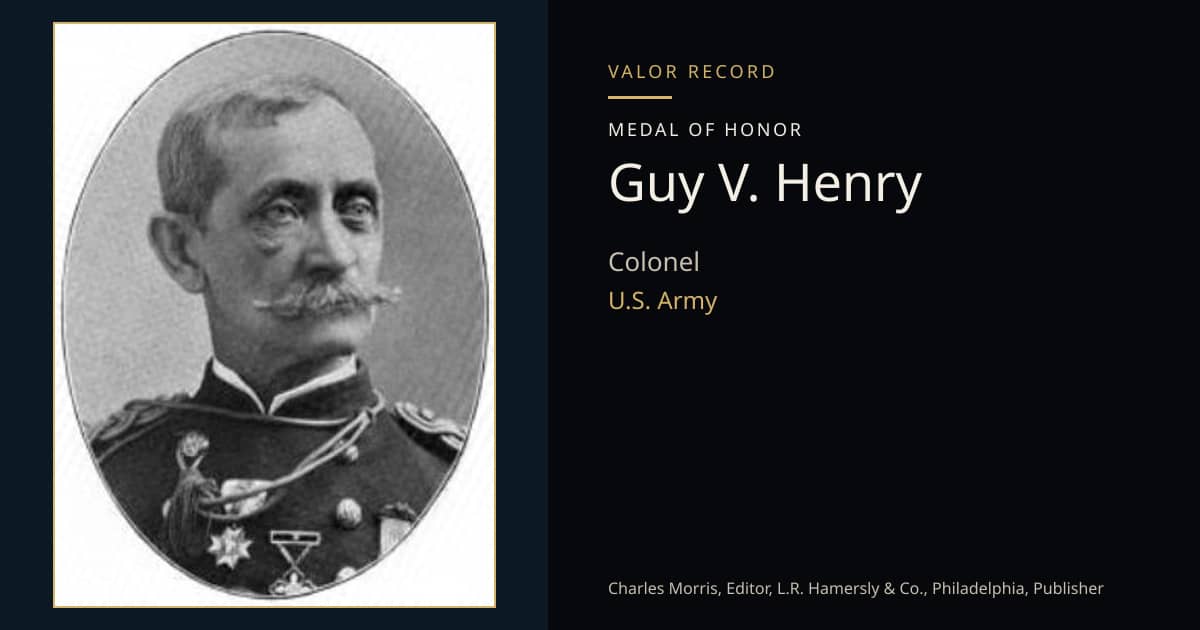 VALOR RECORD
MEDAL OF HONOR
Guy V. Henry
Colonel
U.S. Army
Charles Morris, Editor, L.R. Hamersly & Co., Philadelphia, Publisher